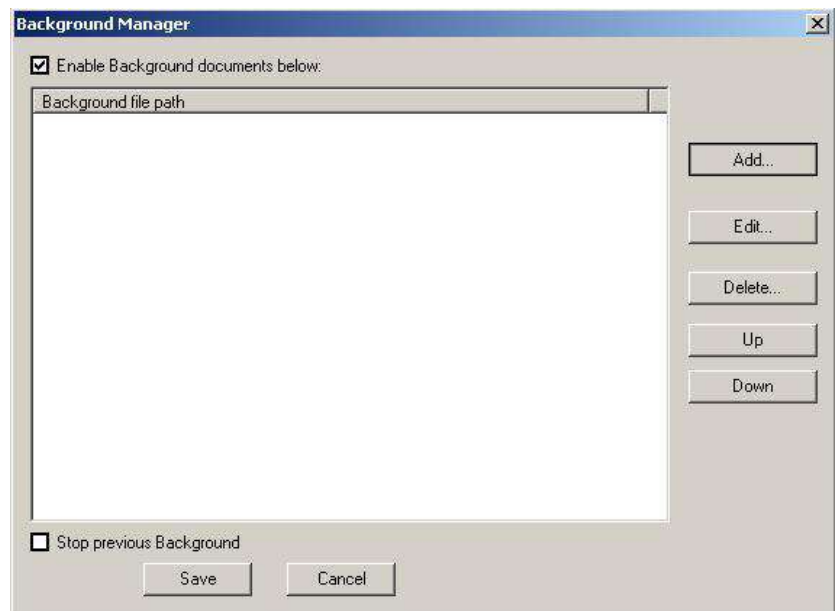 Background Manager
Enable Background documents below:
Background file path
Add...
Edit...
Delete...
Up
Down
Stop previous Background
Save
Cancel